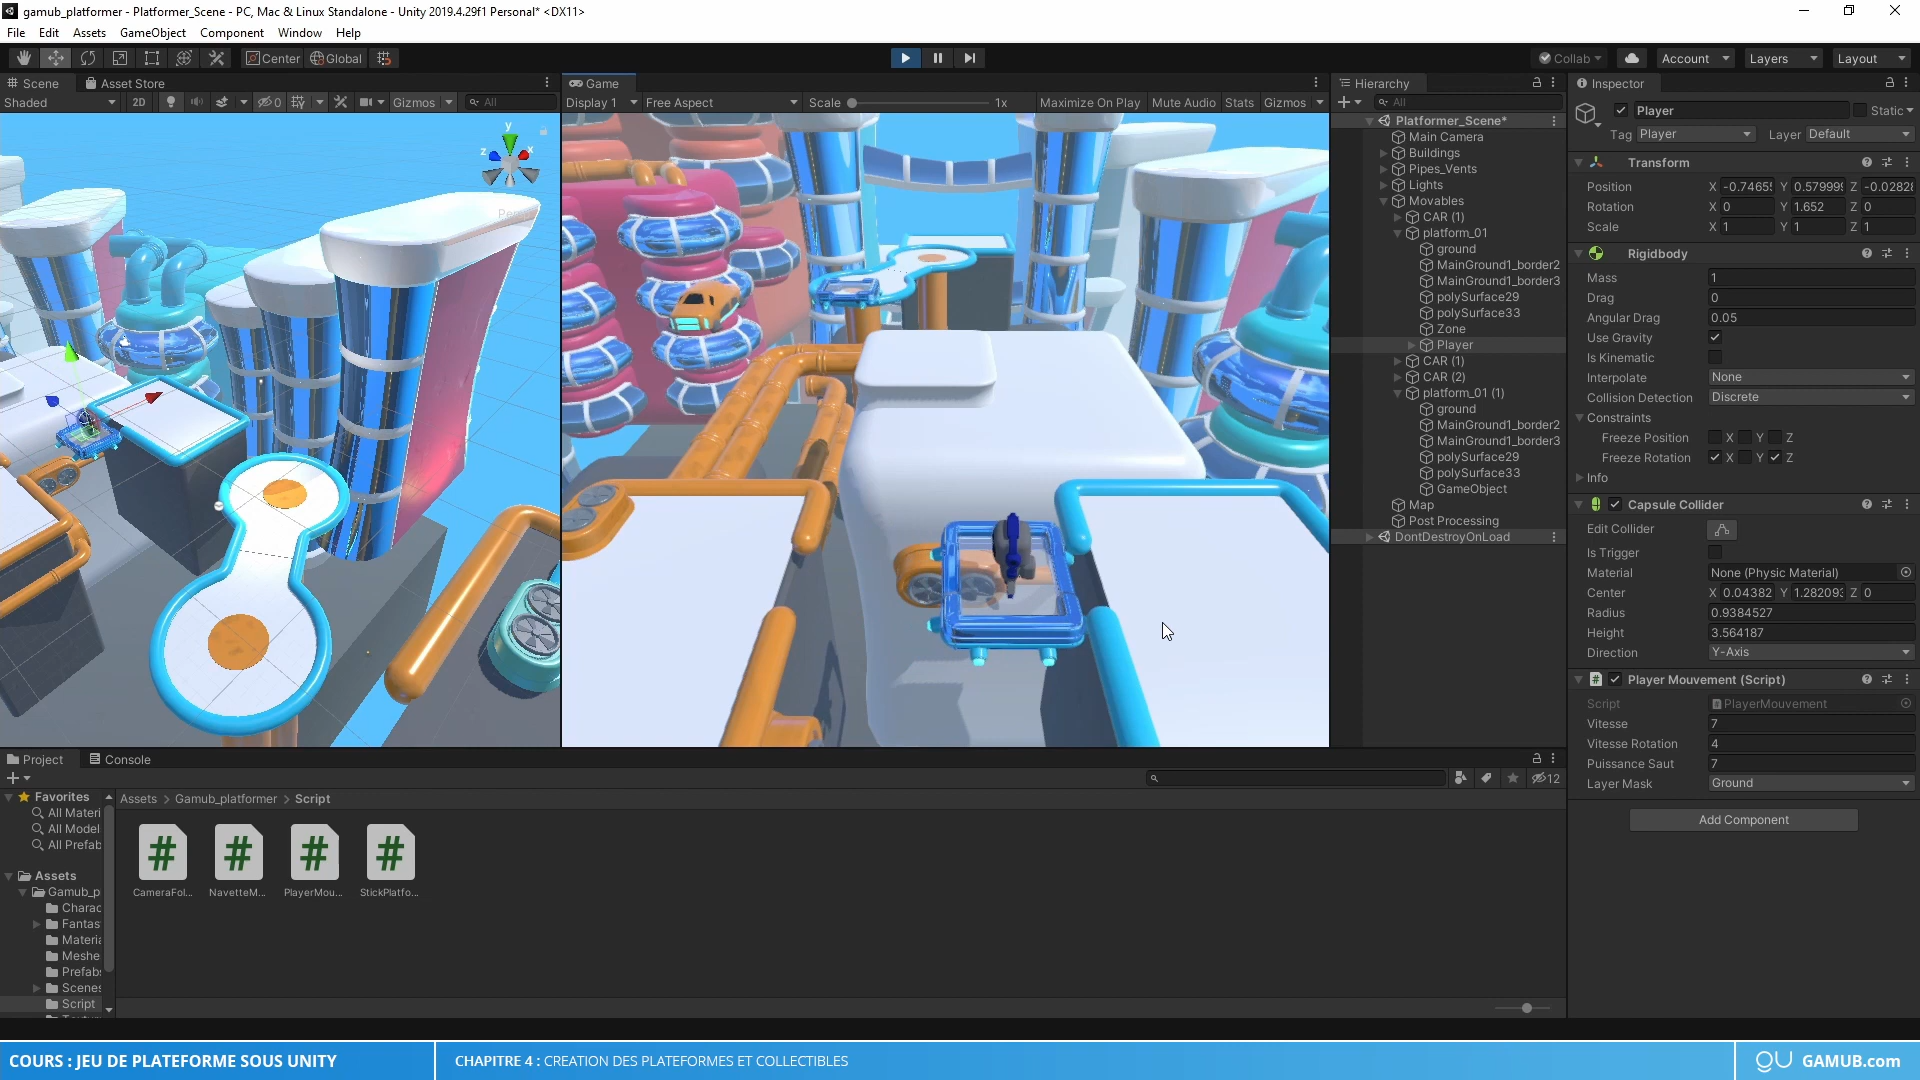 gamub_platformer - Platformer_Scene - PC, Mac & Linux Standalone - Unity 2019.4.29f1 Personal* <DX11>
File Edit Assets GameObject Component Window Help
Center Global Collab Account Layers Layout
Scene Asset Store
Shaded 2D 0 Gizmos All
Game
Display 1 Free Aspect Scale 1x Maximize On Play Mute Audio Stats Gizmos
Hierarchy
All
Platformer_Scene*
Main Camera
Buildings
Pipes_Vents
Lights
Movables
CAR (1)
platform_01
ground
MainGround1_border2
MainGround1_border3
polySurface29
polySurface33
Zone
Player
CAR (1)
CAR (2)
platform_01 (1)
ground
MainGround1_border2
MainGround1_border3
polySurface29
polySurface33
GameObject
Map
Post Processing
DontDestroyOnLoad
Inspector
Player Static
Tag Player Layer Default
Transform
Position X -0.7465 Y 0.57999 Z -0.0282
Rotation X 0 Y 1.652 Z 0
Scale X 1 Y 1 Z 1
Rigidbody
Mass 1
Drag 0
Angular Drag 0.05
Use Gravity
Is Kinematic
Interpolate None
Collision Detection Discrete
Constraints
Freeze Position X Y Z
Freeze Rotation X Y Z
Info
Capsule Collider
Edit Collider
Is Trigger
Material None (Physic Material)
Center X 0.04382 Y 1.28209 Z 0
Radius 0.9384527
Height 3.564187
Direction Y-Axis
Player Mouvement (Script)
Script PlayerMouvement
Vitesse 7
Vitesse Rotation 4
Puissance Saut 7
Layer Mask Ground
Add Component
y
z x
Project Console
12
Favorites
All Materi
All Model
All Prefab
Assets
Gamub_p
Charac
Fantas
Materia
Meshe
Prefab
Scenes
Script
Assets > Gamub_platformer > Script
CameraFol... NavetteM... PlayerMou... StickPlatfo...
COURS : JEU DE PLATEFORME SOUS UNITY
CHAPITRE 4 : CREATION DES PLATEFORMES ET COLLECTIBLES
GAMUB.com